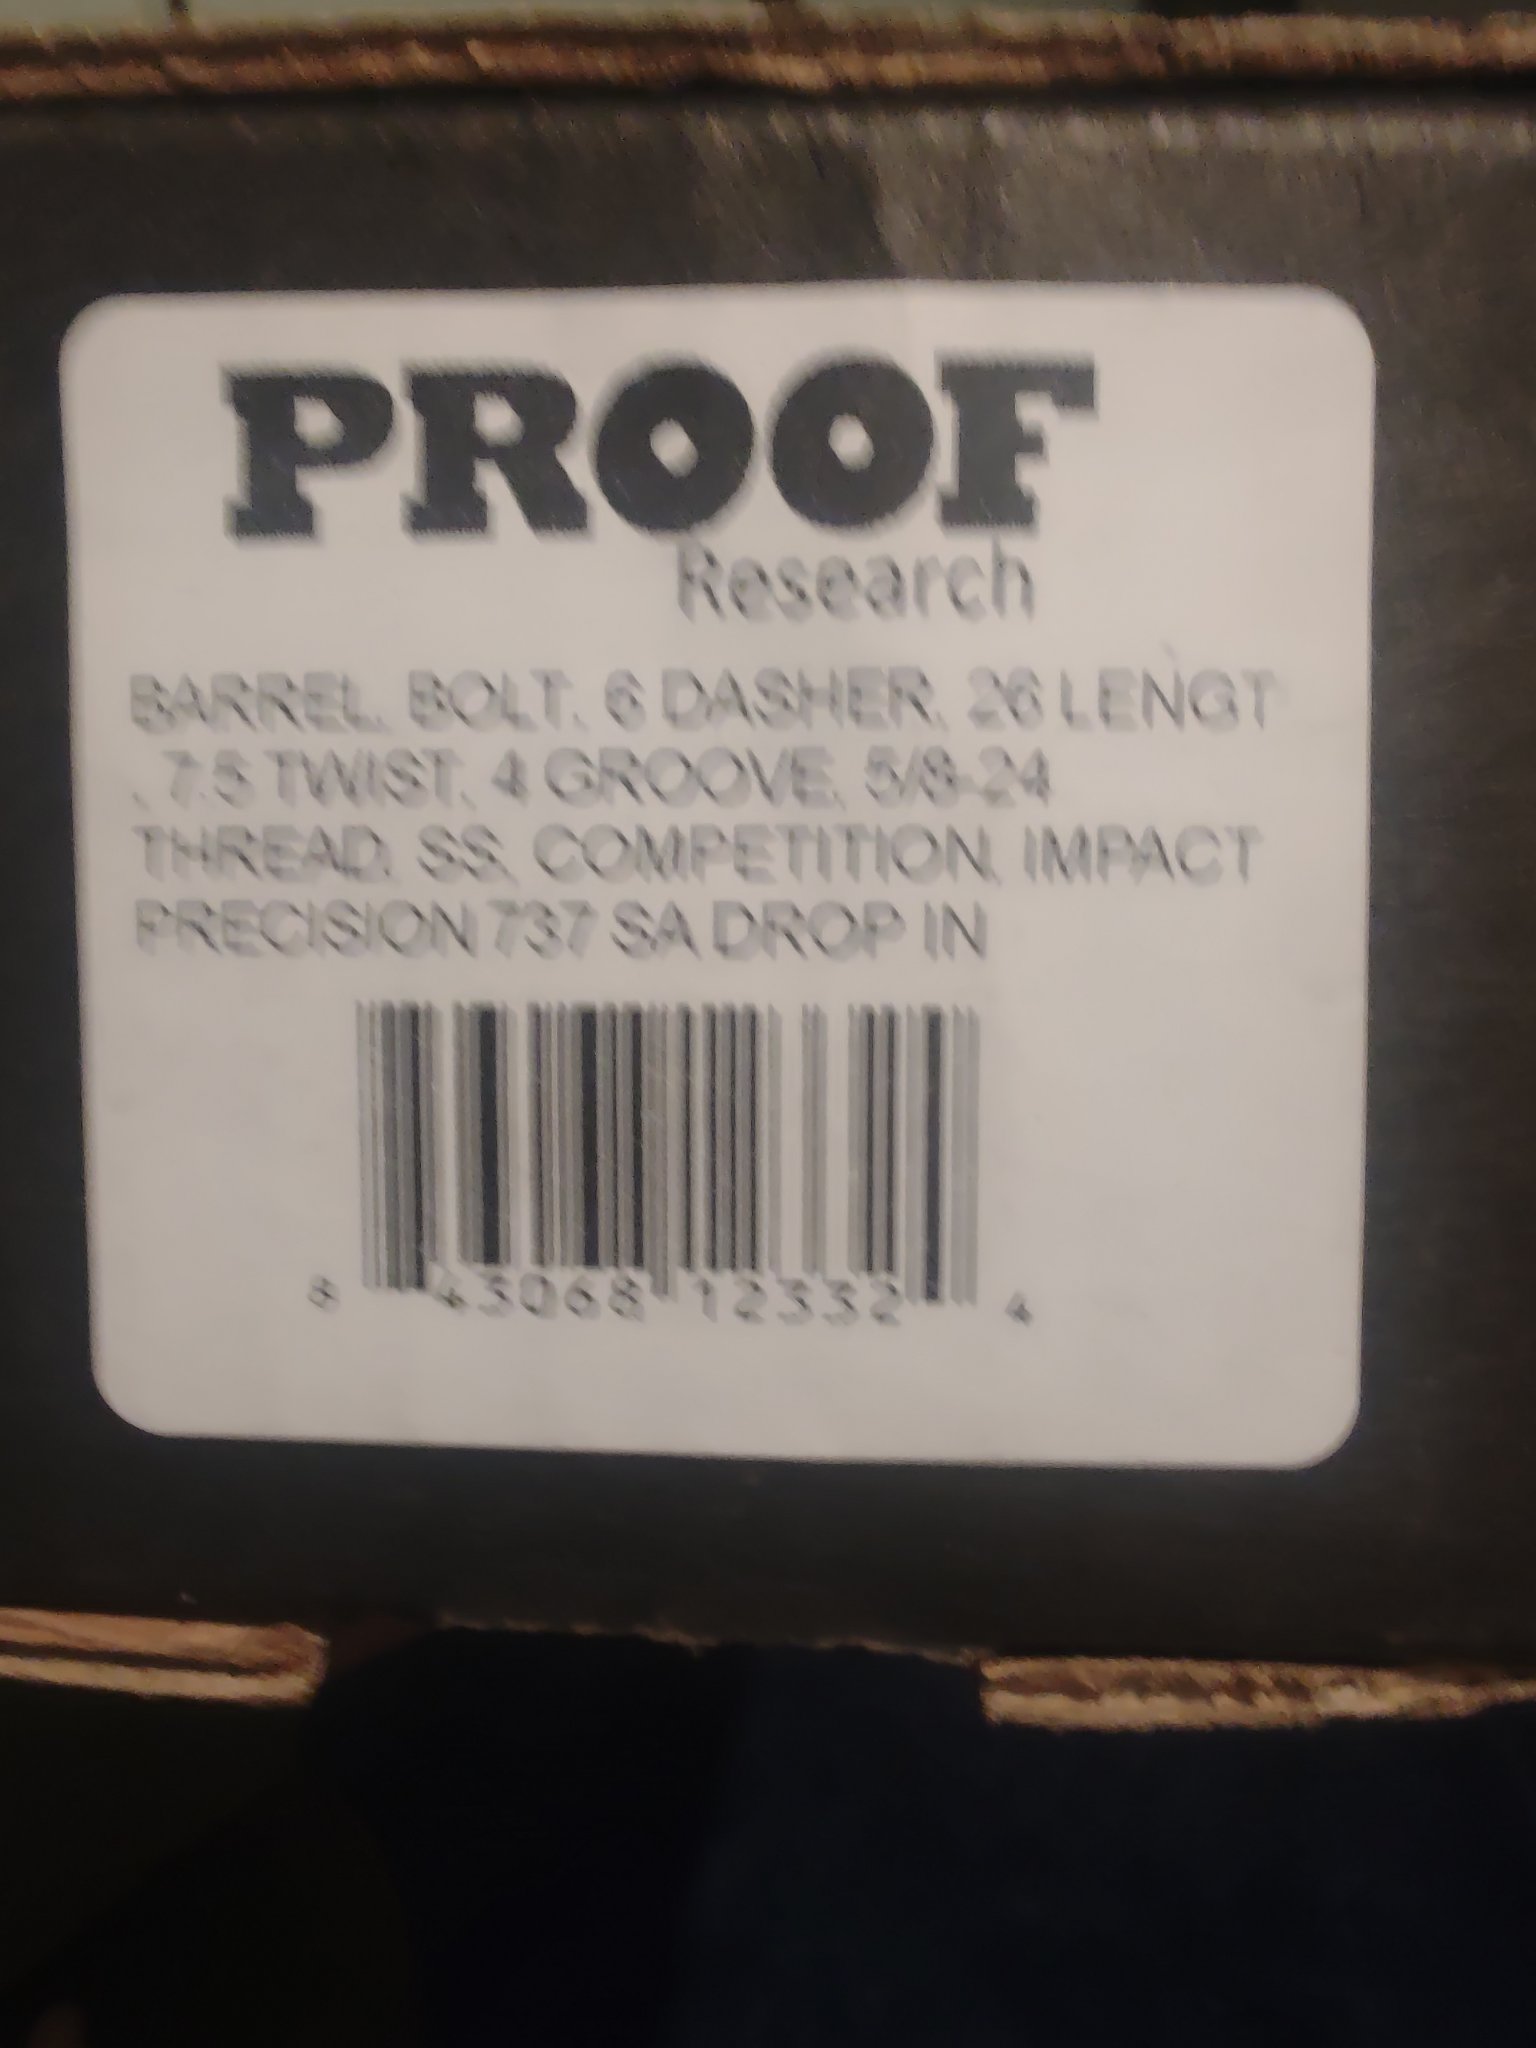 PROOF
Research
BARREL, BOLT, 6 DASHER, 26 LENGT
, 7.5 TWIST, 4 GROOVE, 5/8-24
THREAD, SS, COMPETITION, IMPACT
PRECISION 737 SA DROP IN
8 43068 12332 4